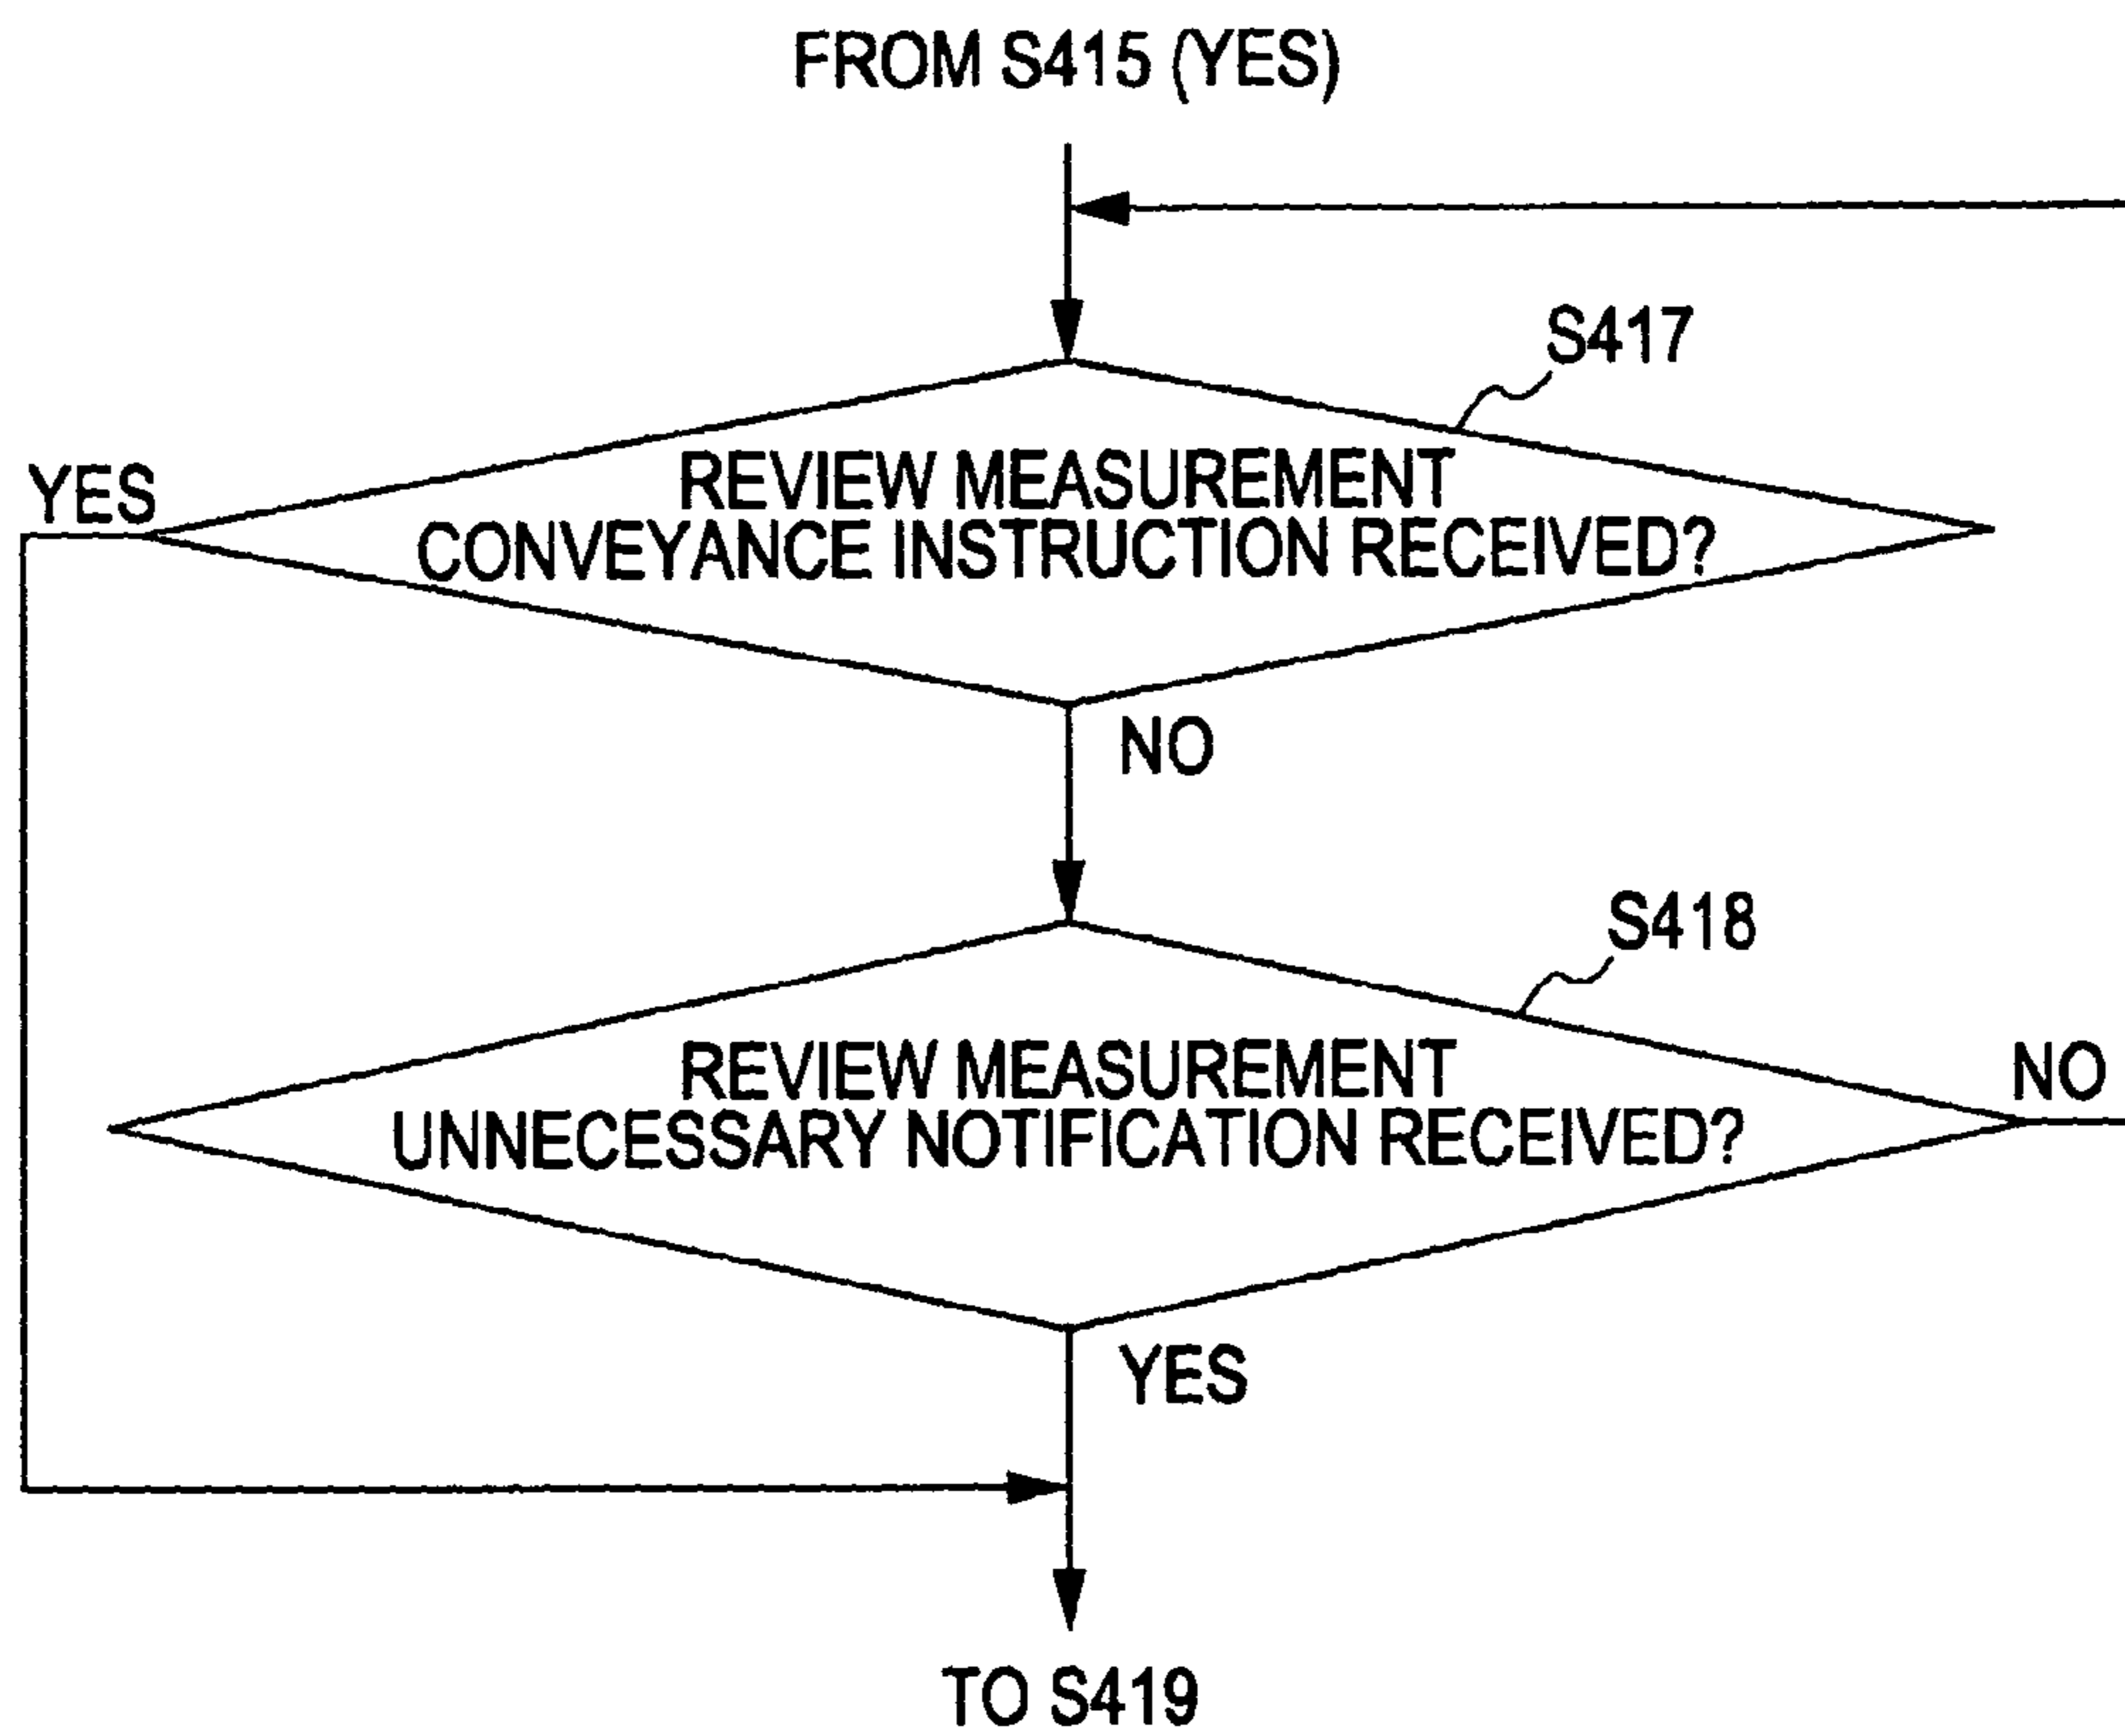 FROM S415 (YES)
S417
YES
REVIEW MEASUREMENT
CONVEYANCE INSTRUCTION RECEIVED?
NO
S418
REVIEW MEASUREMENT
UNNECESSARY NOTIFICATION RECEIVED?
NO
YES
TO S419